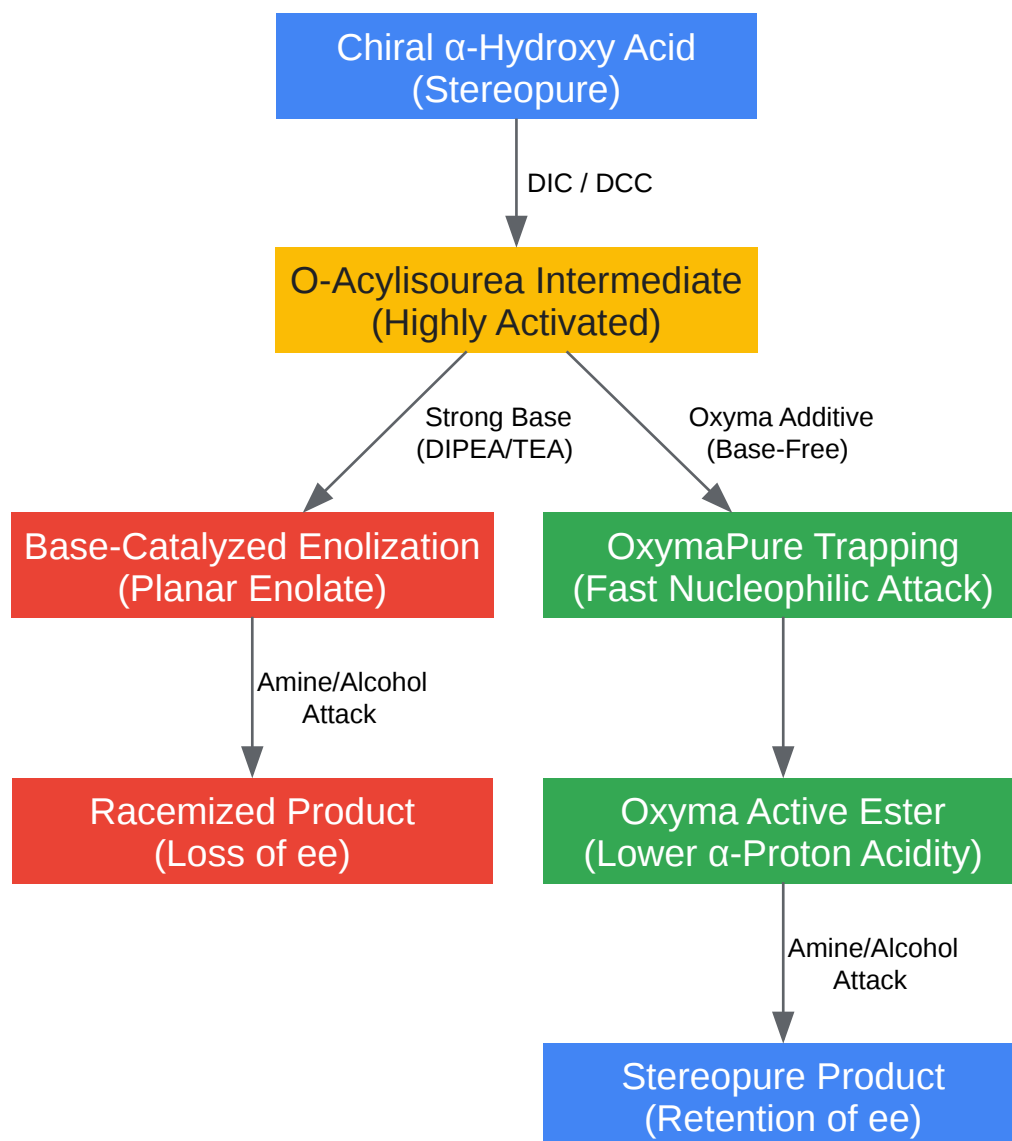 Chiral α-Hydroxy Acid
(Stereopure)
DIC / DCC
O-Acylisourea Intermediate
(Highly Activated)
Strong Base
(DIPEA/TEA)
Oxyma Additive
(Base-Free)
Base-Catalyzed Enolization
(Planar Enolate)
OxymaPure Trapping
(Fast Nucleophilic Attack)
Amine/Alcohol
Attack
Racemized Product
(Loss of ee)
Oxyma Active Ester
(Lower α-Proton Acidity)
Amine/Alcohol
Attack
Stereopure Product
(Retention of ee)